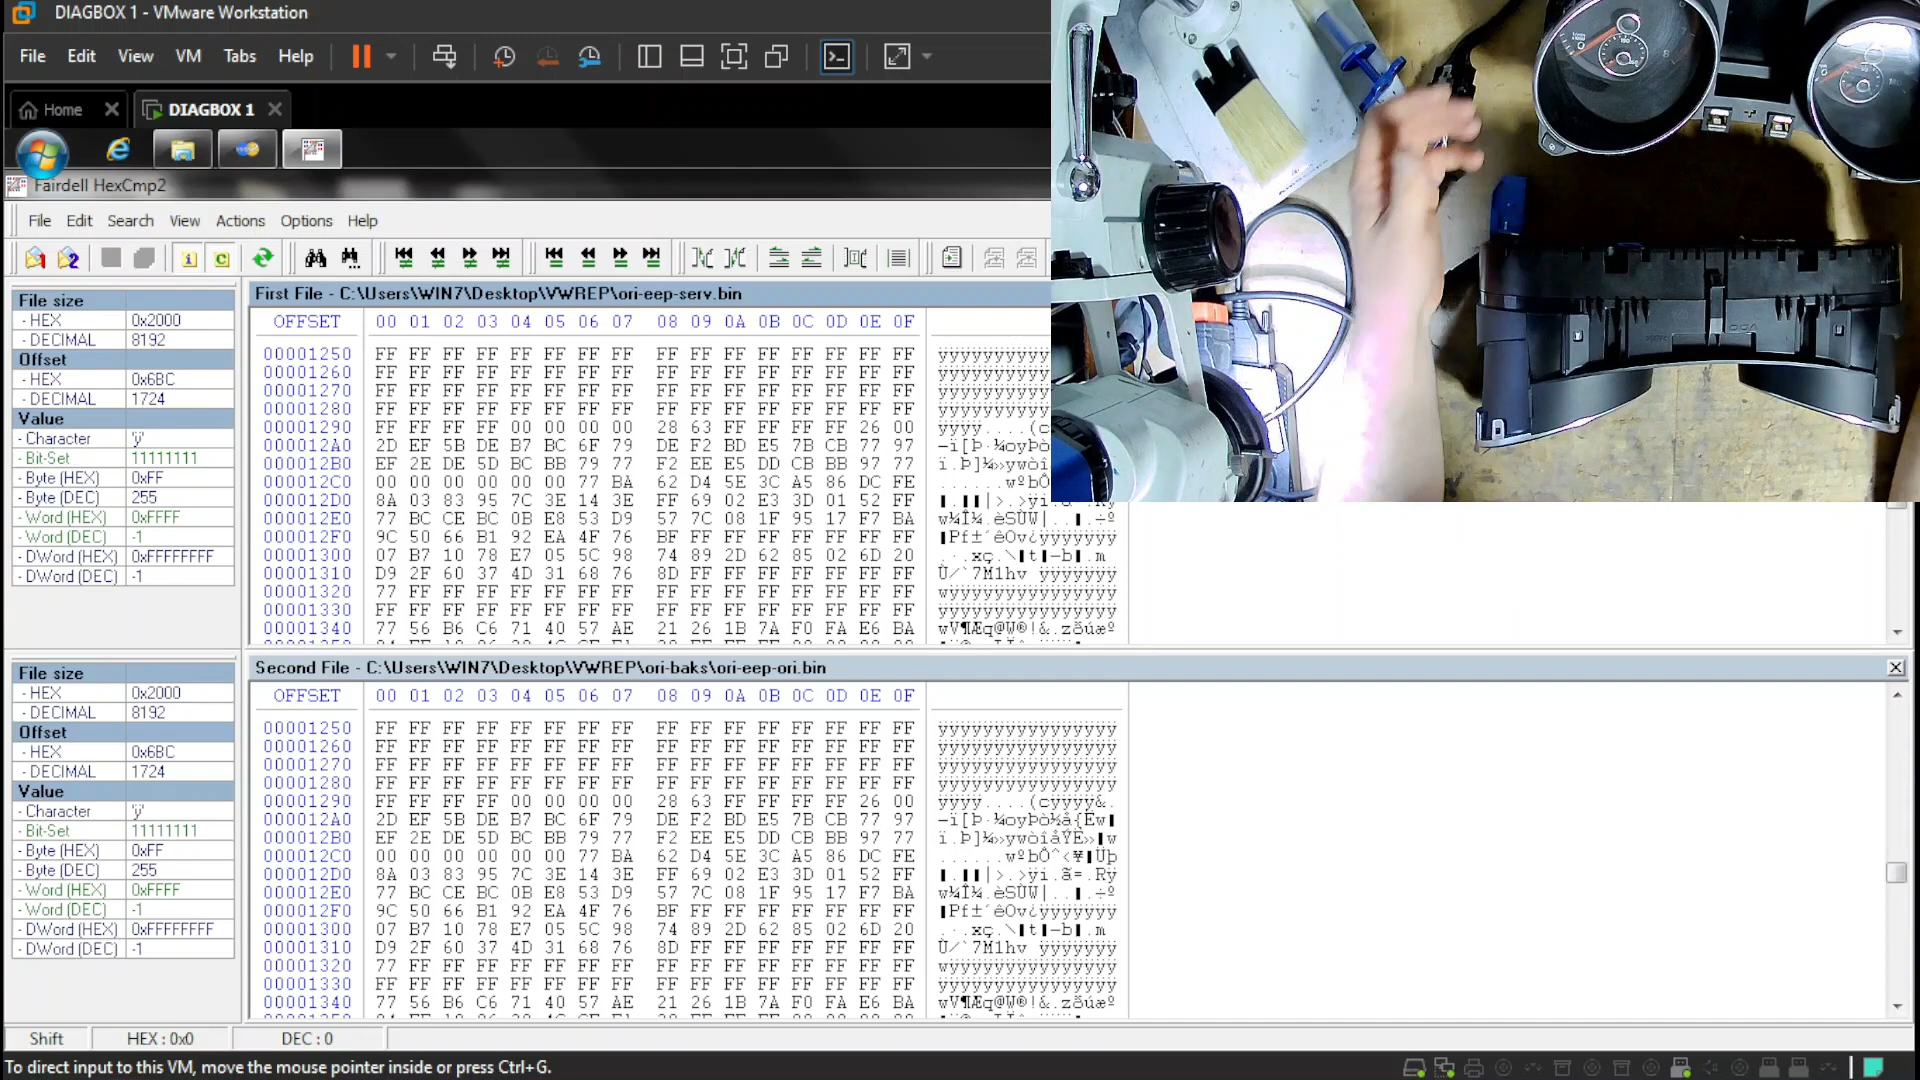 DIAGBOX 1 - VMware Workstation
File Edit View VM Tabs Help
Home DIAGBOX 1
Fairdell HexCmp2
File Edit Search View Actions Options Help
File size
- HEX 0x2000
- DECIMAL 8192
Offset
- HEX 0x6BC
- DECIMAL 1724
Value
- Character 'ÿ'
- Bit-Set 11111111
- Byte (HEX) 0xFF
- Byte (DEC) 255
- Word (HEX) 0xFFFF
- Word (DEC) -1
- DWord (HEX) 0xFFFFFFFF
- DWord (DEC) -1
First File - C:\Users\WIN7\Desktop\VWREP\ori-eep-serv.bin
OFFSET 00 01 02 03 04 05 06 07 08 09 0A 0B 0C 0D 0E 0F
00001250 FF FF FF FF FF FF FF FF FF FF FF FF FF FF FF FF
00001260 FF FF FF FF FF FF FF FF FF FF FF FF FF FF FF FF
00001270 FF FF FF FF FF FF FF FF FF FF FF FF FF FF FF FF
00001280 FF FF FF FF FF FF FF FF FF FF FF FF FF FF FF FF
00001290 FF FF FF FF 00 00 00 00 28 63 FF FF FF FF 26 00
000012A0 2D EF 5B DE B7 BC 6F 79 DE F2 BD E5 7B CB 77 97
000012B0 EF 2E DE 5D BC BB 79 77 F2 EE E5 DD CB BB 97 77
000012C0 00 00 00 00 00 00 77 BA 62 D4 5E 3C A5 86 DC FE
000012D0 8A 03 83 95 7C 3E 14 3E FF 69 02 E3 3D 01 52 FF
000012E0 77 BC CE BC 0B E8 53 D9 57 7C 08 1F 95 17 F7 BA
000012F0 9C 50 66 B1 92 EA 4F 76 BF FF FF FF FF FF FF FF
00001300 07 B7 10 78 E7 05 5C 98 74 89 2D 62 85 02 6D 20
00001310 D9 2F 60 37 4D 31 68 76 8D FF FF FF FF FF FF FF
00001320 77 FF FF FF FF FF FF FF FF FF FF FF FF FF FF FF
00001330 FF FF FF FF FF FF FF FF FF FF FF FF FF FF FF FF
00001340 77 56 B6 C6 71 40 57 AE 21 26 1B 7A F0 FA E6 BA
File size
- HEX 0x2000
- DECIMAL 8192
Offset
- HEX 0x6BC
- DECIMAL 1724
Value
- Character 'ÿ'
- Bit-Set 11111111
- Byte (HEX) 0xFF
- Byte (DEC) 255
- Word (HEX) 0xFFFF
- Word (DEC) -1
- DWord (HEX) 0xFFFFFFFF
- DWord (DEC) -1
Second File - C:\Users\WIN7\Desktop\VWREP\ori-baks\ori-eep-ori.bin
OFFSET 00 01 02 03 04 05 06 07 08 09 0A 0B 0C 0D 0E 0F
00001250 FF FF FF FF FF FF FF FF FF FF FF FF FF FF FF FF ÿÿÿÿÿÿÿÿÿÿÿÿÿÿÿÿ
00001260 FF FF FF FF FF FF FF FF FF FF FF FF FF FF FF FF ÿÿÿÿÿÿÿÿÿÿÿÿÿÿÿÿ
00001270 FF FF FF FF FF FF FF FF FF FF FF FF FF FF FF FF ÿÿÿÿÿÿÿÿÿÿÿÿÿÿÿÿ
00001280 FF FF FF FF FF FF FF FF FF FF FF FF FF FF FF FF ÿÿÿÿÿÿÿÿÿÿÿÿÿÿÿÿ
00001290 FF FF FF FF 00 00 00 00 28 63 FF FF FF FF 26 00 ÿÿÿÿ....(cÿÿÿÿ&.
000012A0 2D EF 5B DE B7 BC 6F 79 DE F2 BD E5 7B CB 77 97
000012B0 EF 2E DE 5D BC BB 79 77 F2 EE E5 DD CB BB 97 77
000012C0 00 00 00 00 00 00 77 BA 62 D4 5E 3C A5 86 DC FE
000012D0 8A 03 83 95 7C 3E 14 3E FF 69 02 E3 3D 01 52 FF
000012E0 77 BC CE BC 0B E8 53 D9 57 7C 08 1F 95 17 F7 BA
000012F0 9C 50 66 B1 92 EA 4F 76 BF FF FF FF FF FF FF FF
00001300 07 B7 10 78 E7 05 5C 98 74 89 2D 62 85 02 6D 20
00001310 D9 2F 60 37 4D 31 68 76 8D FF FF FF FF FF FF FF
00001320 77 FF FF FF FF FF FF FF FF FF FF FF FF FF FF FF wÿÿÿÿÿÿÿÿÿÿÿÿÿÿÿ
00001330 FF FF FF FF FF FF FF FF FF FF FF FF FF FF FF FF ÿÿÿÿÿÿÿÿÿÿÿÿÿÿÿÿ
00001340 77 56 B6 C6 71 40 57 AE 21 26 1B 7A F0 FA E6 BA wV¶Æq@W®!&.zðúæº
Shift HEX : 0x0 DEC : 0
To direct input to this VM, move the mouse pointer inside or press Ctrl+G.